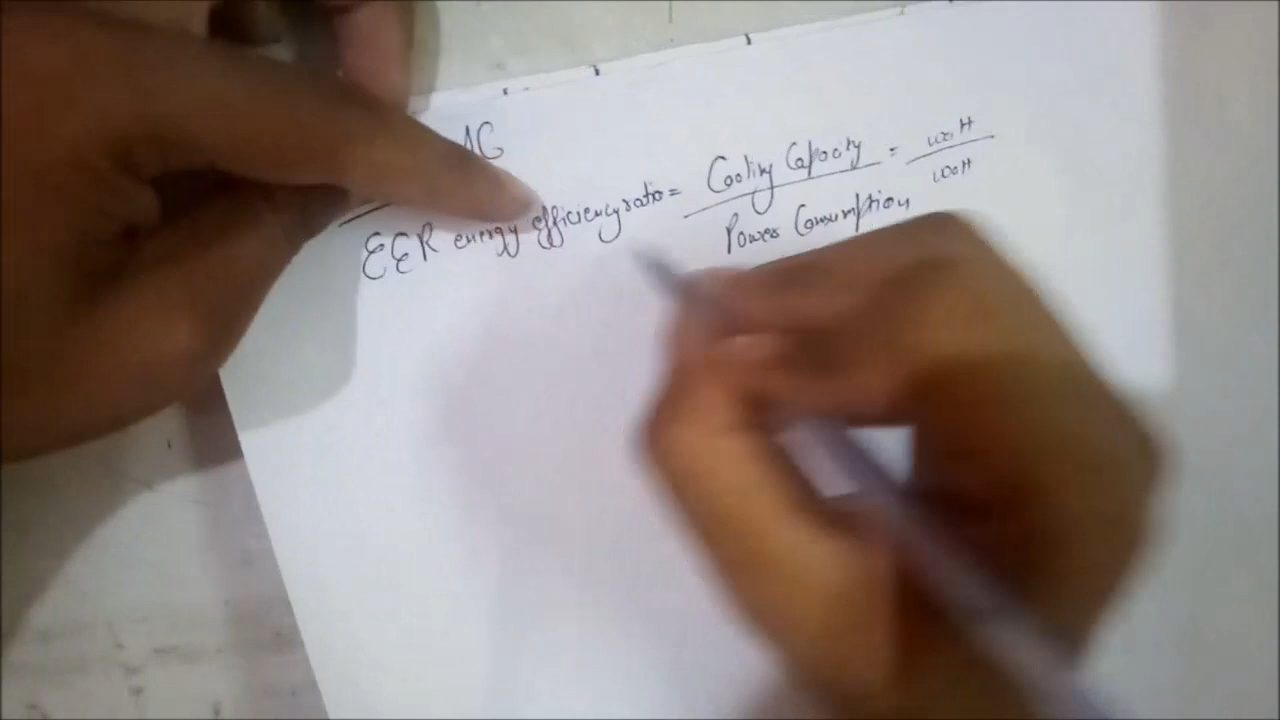 AC
EER energy efficiency ratio = Cooling Capacity / Power Consumption = watt / watt